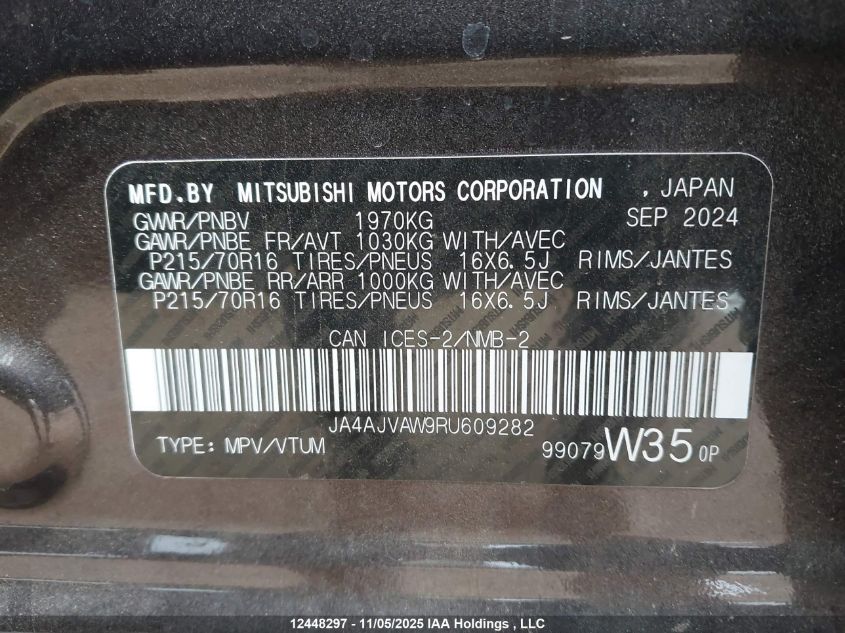 MFD.BY MITSUBISHI MOTORS CORPORATION , JAPAN
GVWR/PNBV 1970KG SEP 2024
GAWR/PNBE FR/AVT 1030KG WITH/AVEC
P215/70R16 TIRES/PNEUS 16X6.5J RIMS/JANTES
GAWR/PNBE RR/ARR 1000KG WITH/AVEC
P215/70R16 TIRES/PNEUS 16X6.5J RIMS/JANTES
CAN ICES-2/NMB-2
JA4AJVAW9RU609282
TYPE: MPV/VTUM 99079 W35 0P
12448297 - 11/05/2025 IAA Holdings , LLC